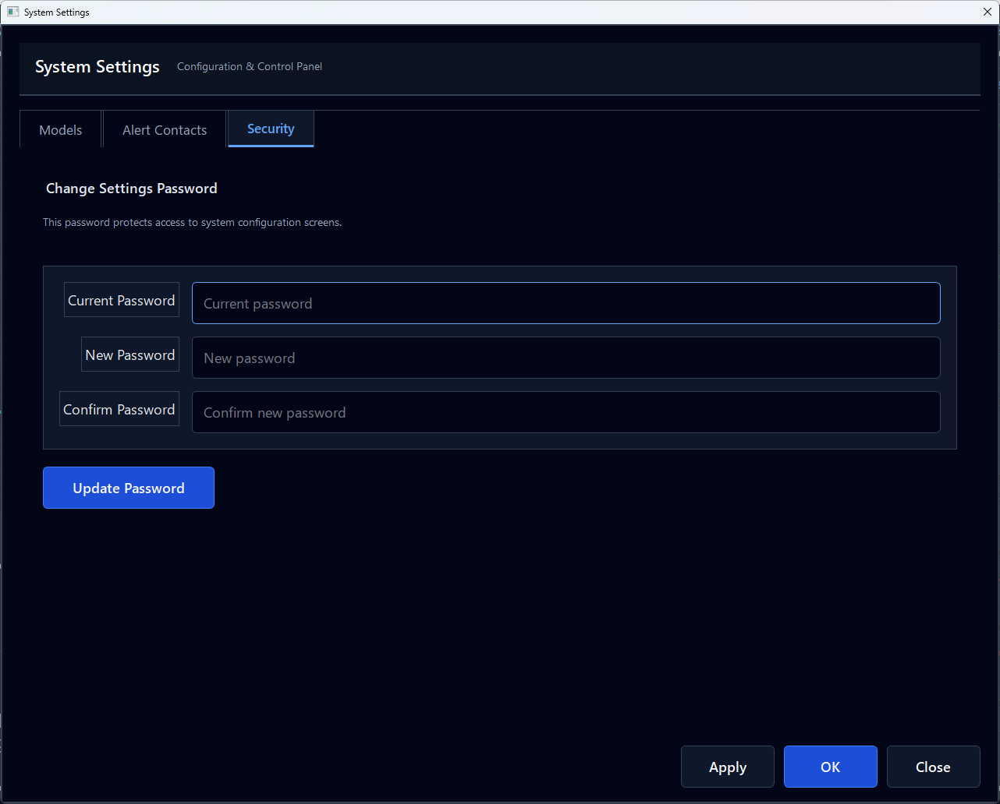 System Settings
System Settings Configuration & Control Panel
Models Alert Contacts Security
Change Settings Password
This password protects access to system configuration screens.
Current Password Current password
New Password New password
Confirm Password Confirm new password
Update Password
Apply OK Close